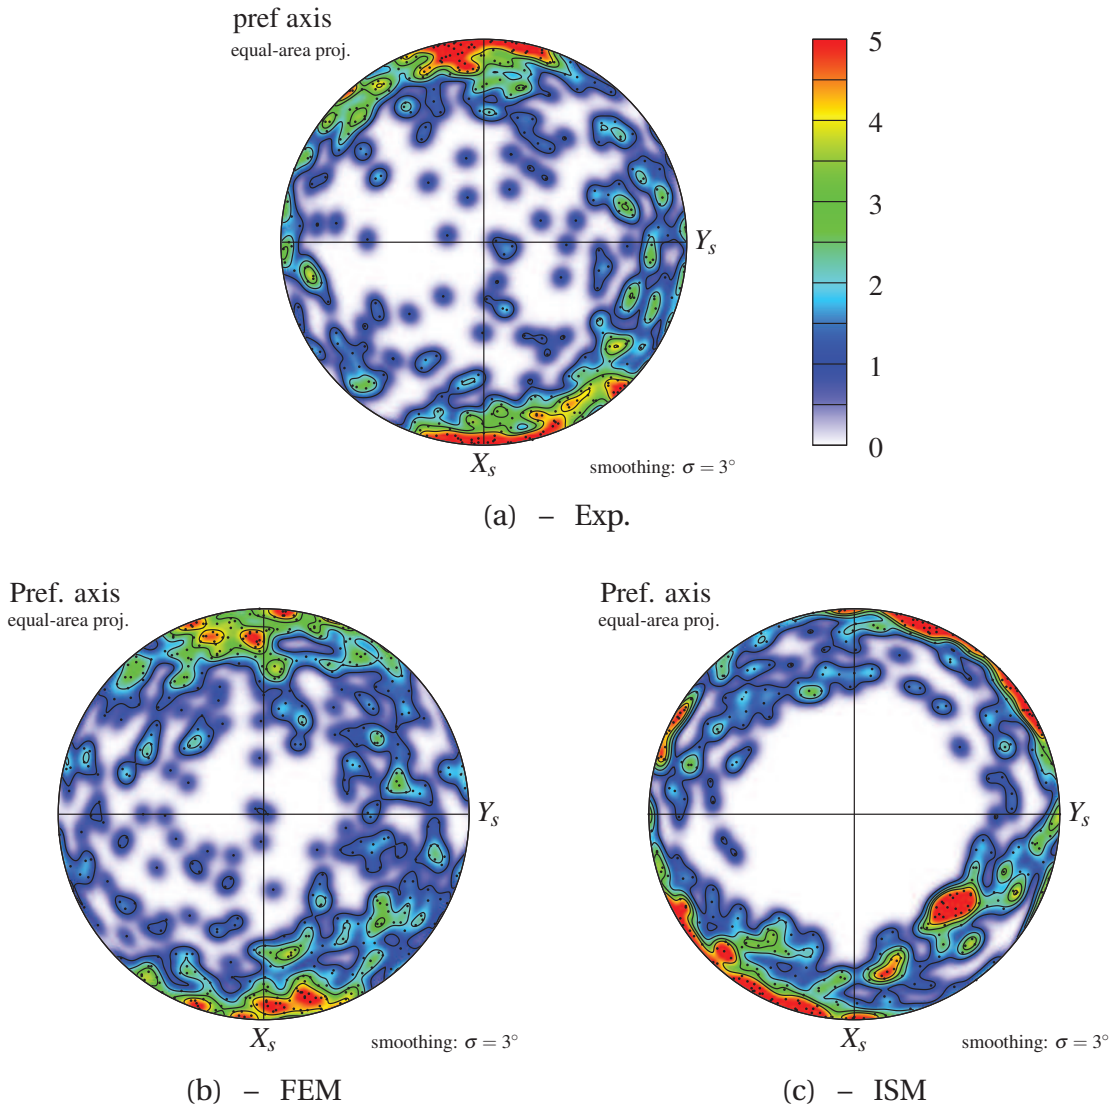 pref axis
equal-area proj.
5
4
3
2
1
0
Y_s
X_s
smoothing: σ = 3°
(a) – Exp.
Pref. axis
equal-area proj.
Y_s
X_s
smoothing: σ = 3°
(b) – FEM
Pref. axis
equal-area proj.
Y_s
X_s
smoothing: σ = 3°
(c) – ISM